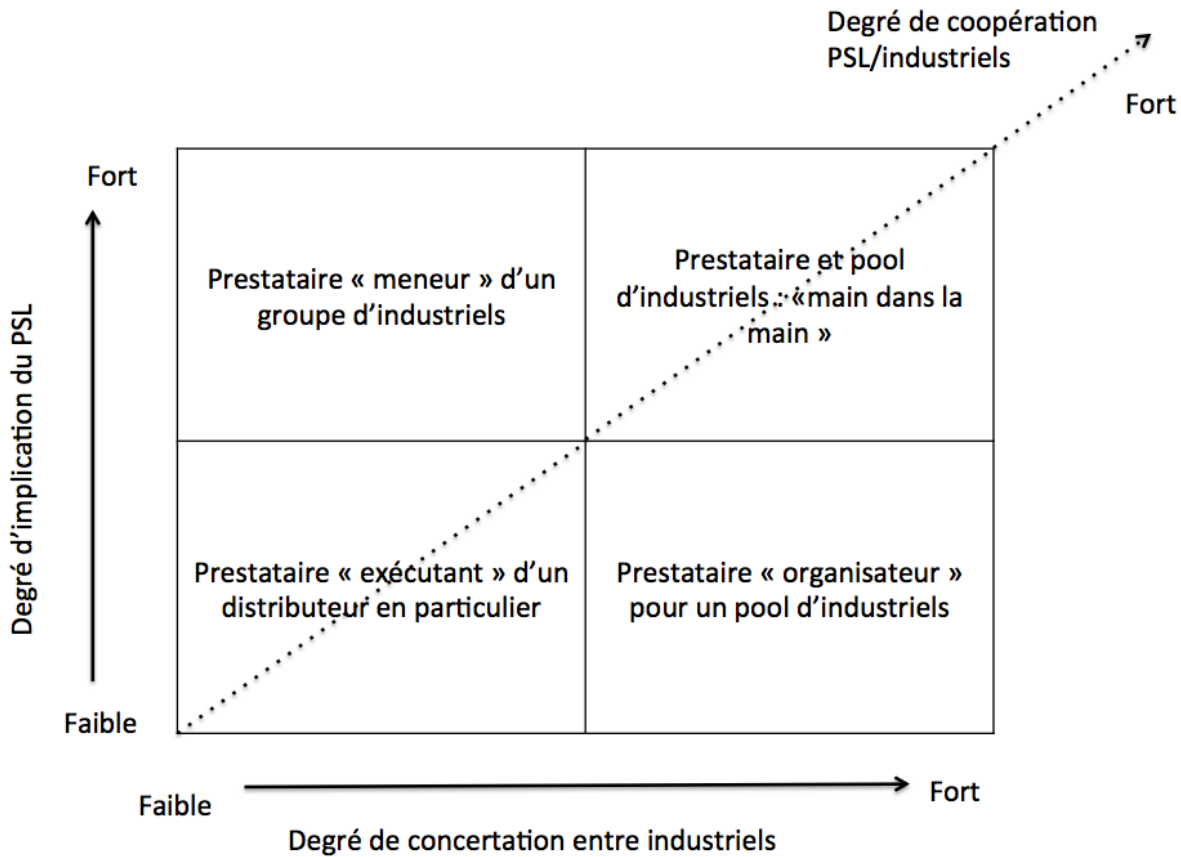 Degré de coopération
PSL/industriels
Fort
Fort
Prestataire « meneur » d’un
groupe d’industriels
Prestataire et pool
d’industriels : «main dans la
main »
Degré d’implication du PSL
Prestataire « exécutant » d’un
distributeur en particulier
Prestataire « organisateur »
pour un pool d’industriels
Faible
Faible
Fort
Degré de concertation entre industriels